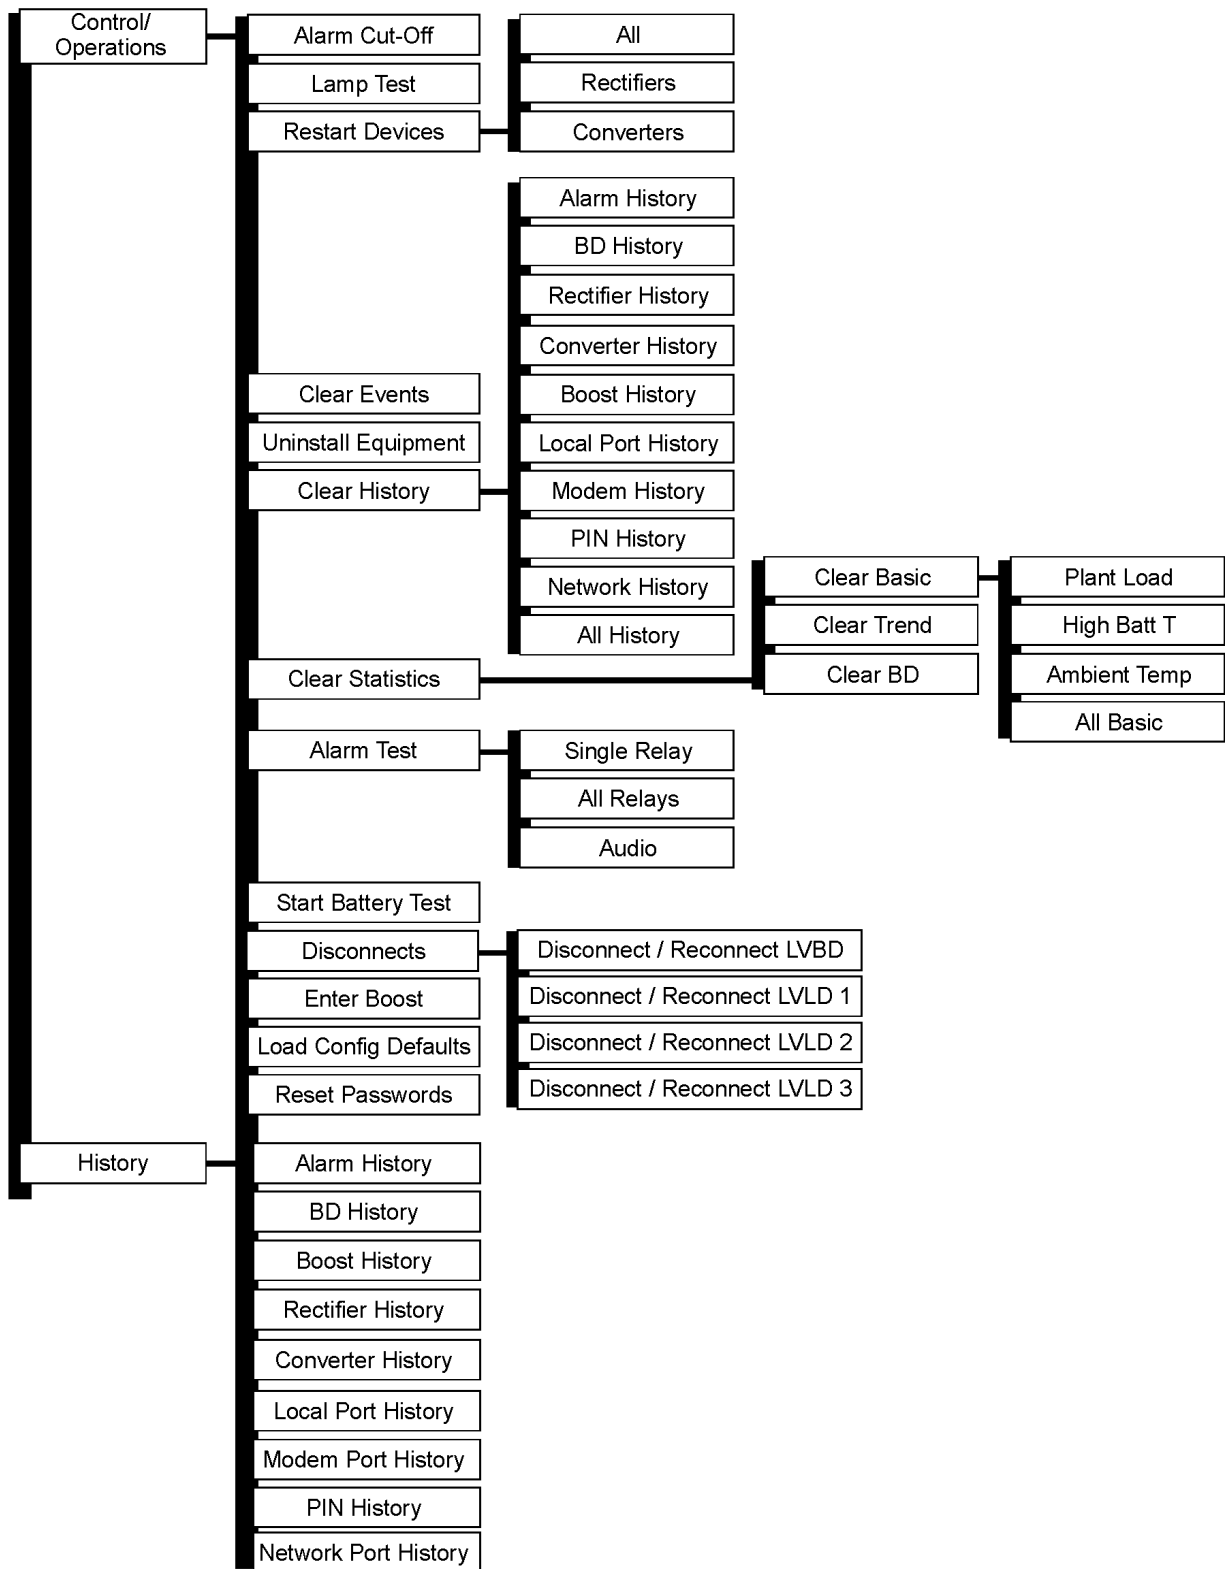 Control/
Operations
Alarm Cut-Off
Lamp Test
Restart Devices
All
Rectifiers
Converters
Clear Events
Uninstall Equipment
Clear History
Alarm History
BD History
Rectifier History
Converter History
Boost History
Local Port History
Modem History
PIN History
Network History
All History
Clear Statistics
Clear Basic
Clear Trend
Clear BD
Plant Load
High Batt T
Ambient Temp
All Basic
Alarm Test
Single Relay
All Relays
Audio
Start Battery Test
Disconnects
Disconnect / Reconnect LVBD
Disconnect / Reconnect LVLD 1
Disconnect / Reconnect LVLD 2
Disconnect / Reconnect LVLD 3
Enter Boost
Load Config Defaults
Reset Passwords
History
Alarm History
BD History
Boost History
Rectifier History
Converter History
Local Port History
Modem Port History
PIN History
Network Port History